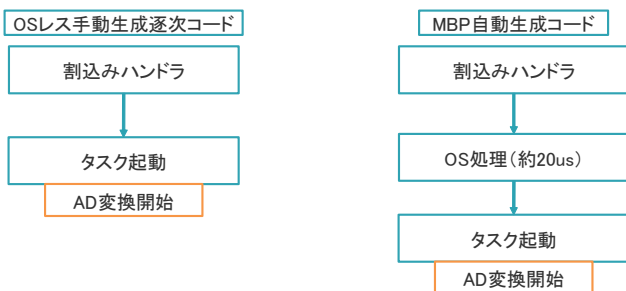 OSレス手動生成逐次コード
割込みハンドラ
タスク起動
AD変換開始
MBP自動生成コード
割込みハンドラ
OS処理(約20us)
タスク起動
AD変換開始